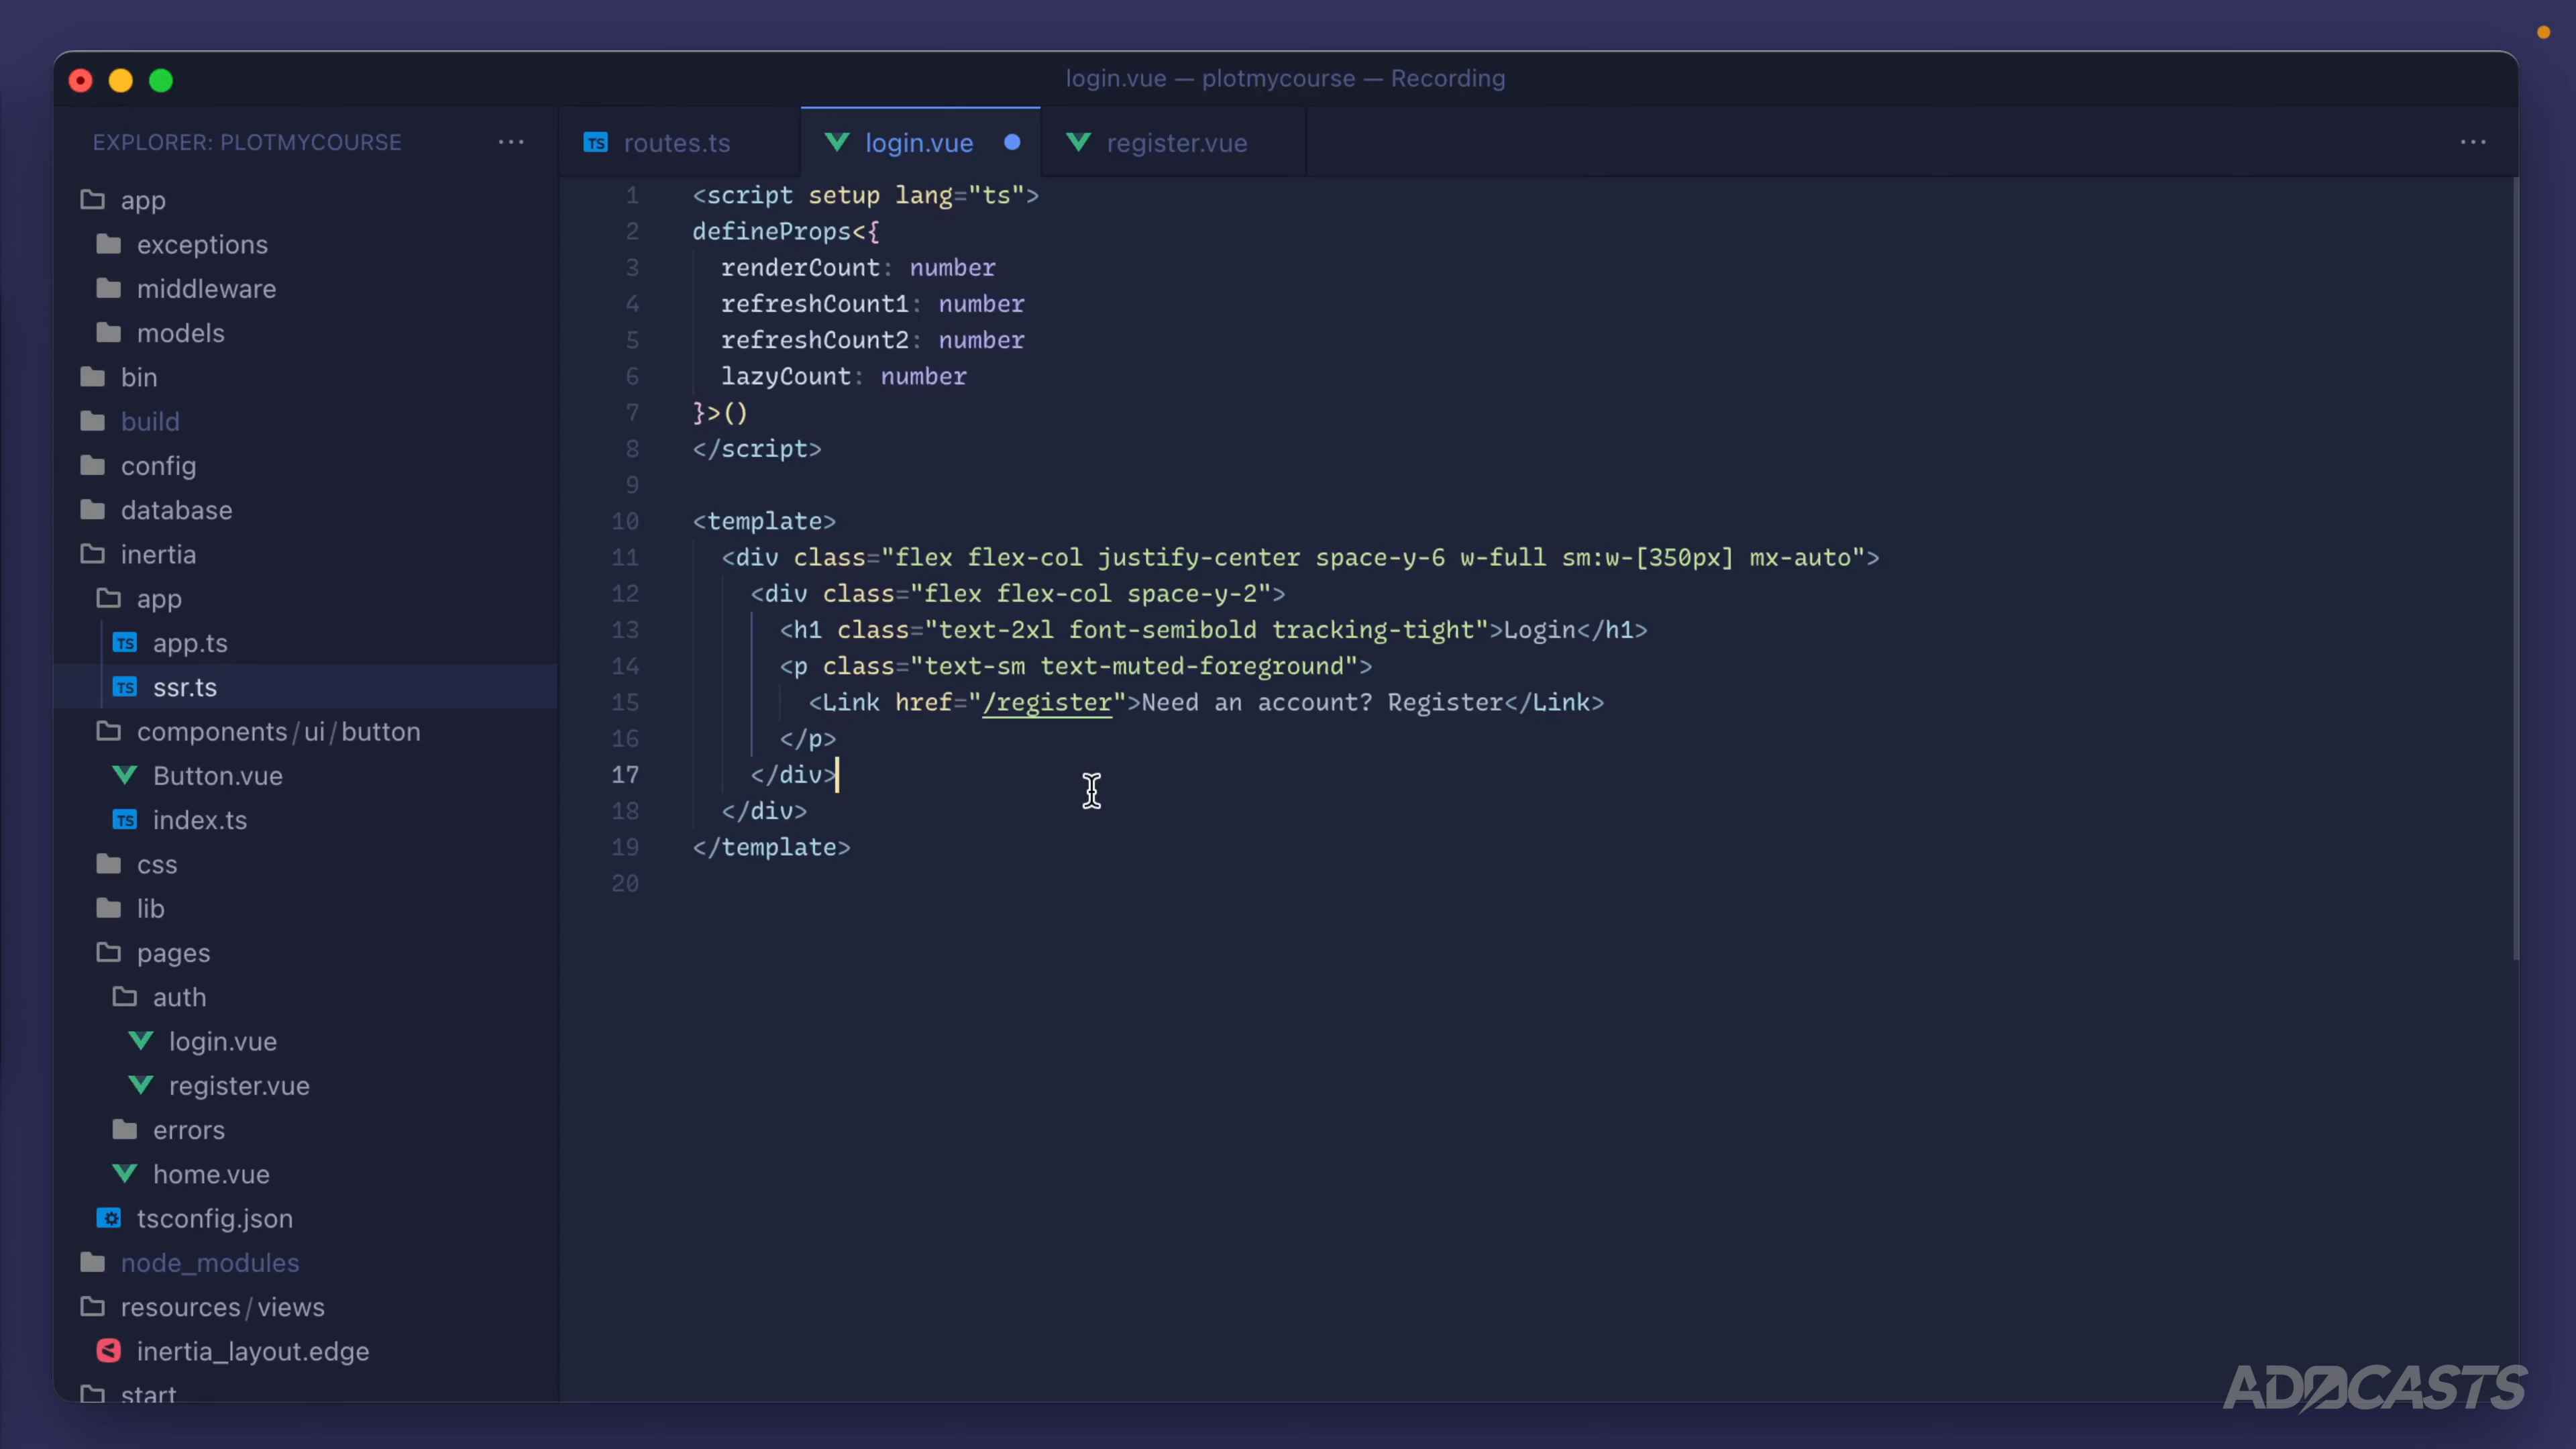 login.vue — plotmycourse — Recording
EXPLORER: PLOTMYCOURSE
routes.ts
login.vue
register.vue
app
exceptions
middleware
models
bin
build
config
database
inertia
app
app.ts
ssr.ts
components/ui/button
Button.vue
index.ts
css
lib
pages
auth
login.vue
register.vue
errors
home.vue
tsconfig.json
node_modules
resources/views
inertia_layout.edge
start
1 <script setup lang="ts">
2 defineProps<{
3   renderCount: number
4   refreshCount1: number
5   refreshCount2: number
6   lazyCount: number
7 }>()
8 </script>
9
10 <template>
11   <div class="flex flex-col justify-center space-y-6 w-full sm:w-[350px] mx-auto">
12     <div class="flex flex-col space-y-2">
13       <h1 class="text-2xl font-semibold tracking-tight">Login</h1>
14       <p class="text-sm text-muted-foreground">
15         <Link href="/register">Need an account? Register</Link>
16       </p>
17     </div>
18   </div>
19 </template>
20
ADOCASTS